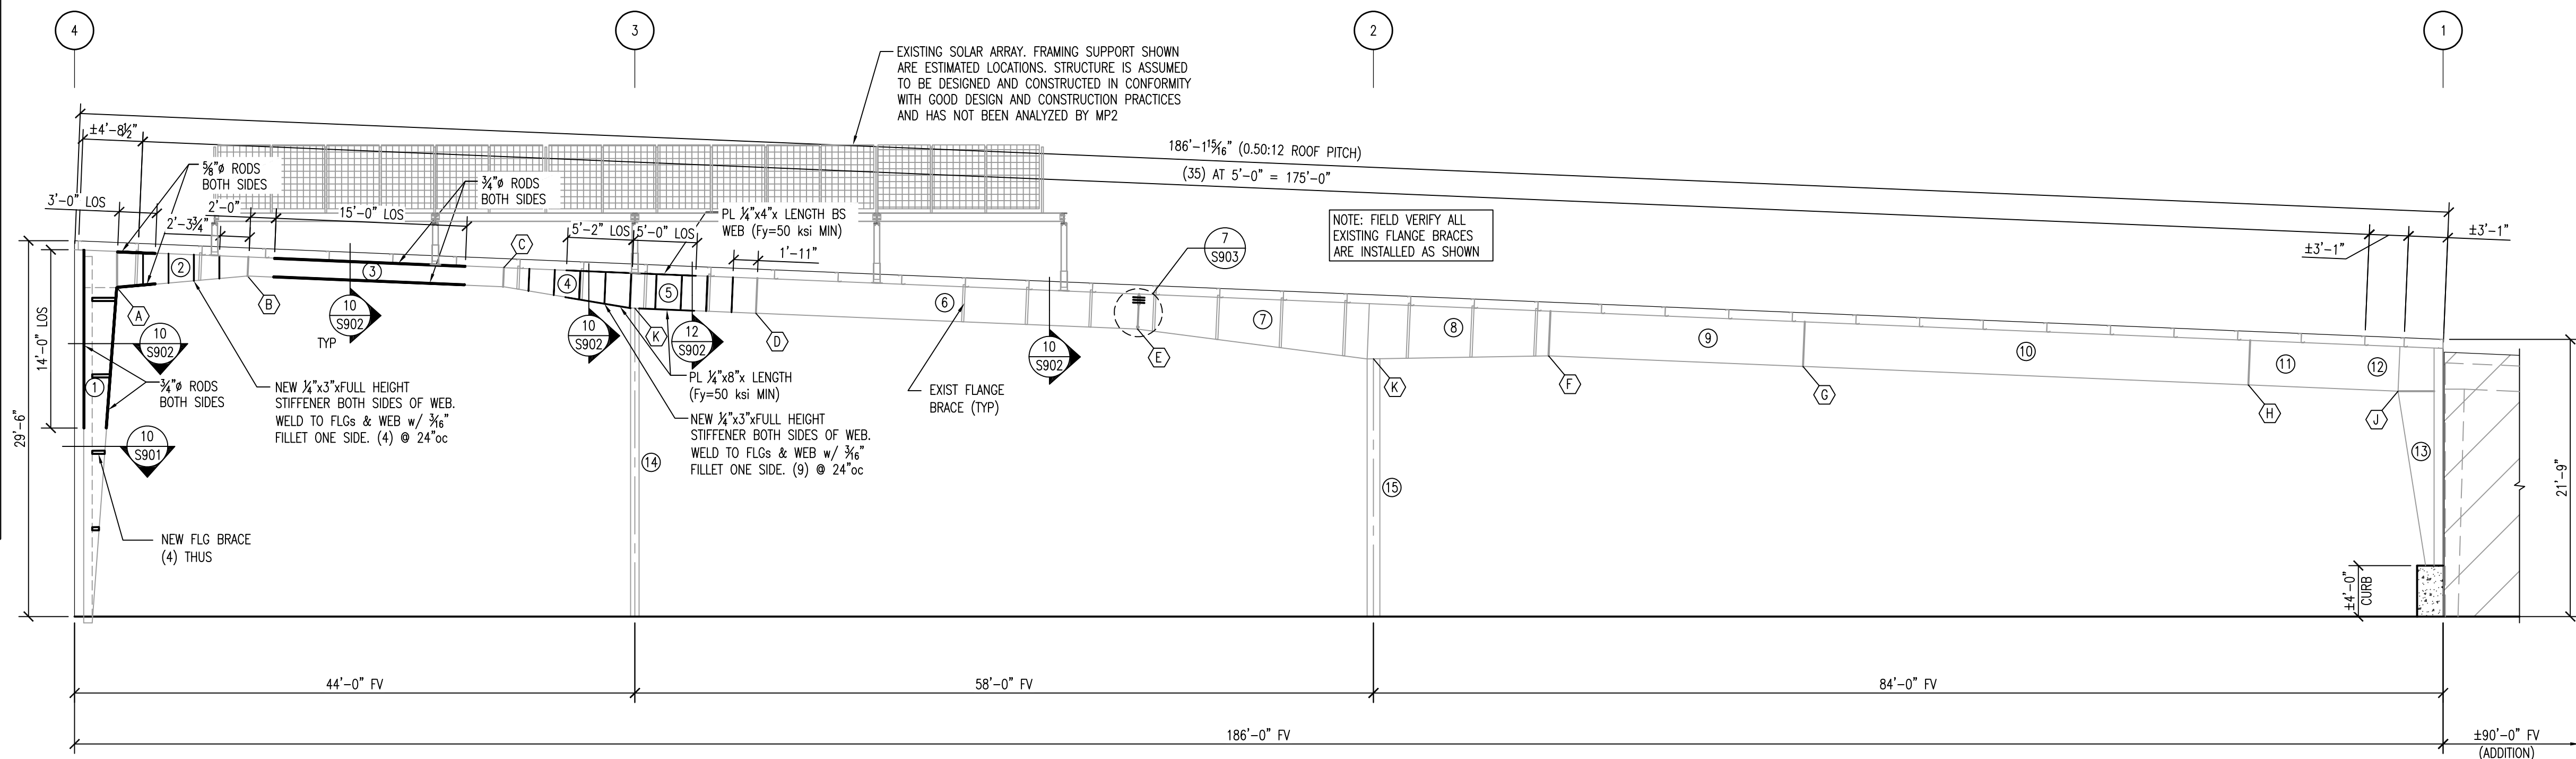 4
3
2
1
EXISTING SOLAR ARRAY. FRAMING SUPPORT SHOWN
ARE ESTIMATED LOCATIONS. STRUCTURE IS ASSUMED
TO BE DESIGNED AND CONSTRUCTED IN CONFORMITY
WITH GOOD DESIGN AND CONSTRUCTION PRACTICES
AND HAS NOT BEEN ANALYZED BY MP2
±4'-8½"
186'-1 15/16" (0.50:12 ROOF PITCH)
(35) AT 5'-0" = 175'-0"
⅝"ø RODS
BOTH SIDES
¾"ø RODS
BOTH SIDES
3'-0" LOS
2'-0"
15'-0" LOS
2'-3¾"
5'-2" LOS
5'-0" LOS
PL ¼"x4"x LENGTH BS
WEB (Fy=50 ksi MIN)
1'-11"
7
S903
NOTE: FIELD VERIFY ALL
EXISTING FLANGE BRACES
ARE INSTALLED AS SHOWN
±3'-1"
±3'-1"
C
2
3
4
5
6
7
8
9
10
11
12
A
B
D
E
K
K
F
G
H
J
10
S902
10
S902
TYP
10
S902
12
S902
10
S902
14'-0" LOS
29'-6"
1
¾"ø RODS
BOTH SIDES
NEW ¼"x3"xFULL HEIGHT
STIFFENER BOTH SIDES OF WEB.
WELD TO FLGs & WEB w/ 3/16"
FILLET ONE SIDE. (4) @ 24"oc
PL ¼"x8"x LENGTH
(Fy=50 ksi MIN)
NEW ¼"x3"xFULL HEIGHT
STIFFENER BOTH SIDES OF WEB.
WELD TO FLGs & WEB w/ 3/16"
FILLET ONE SIDE. (9) @ 24"oc
EXIST FLANGE
BRACE (TYP)
10
S901
14
15
13
NEW FLG BRACE
(4) THUS
±4'-0"
CURB
21'-9"
44'-0" FV
58'-0" FV
84'-0" FV
186'-0" FV
±90'-0" FV
(ADDITION)